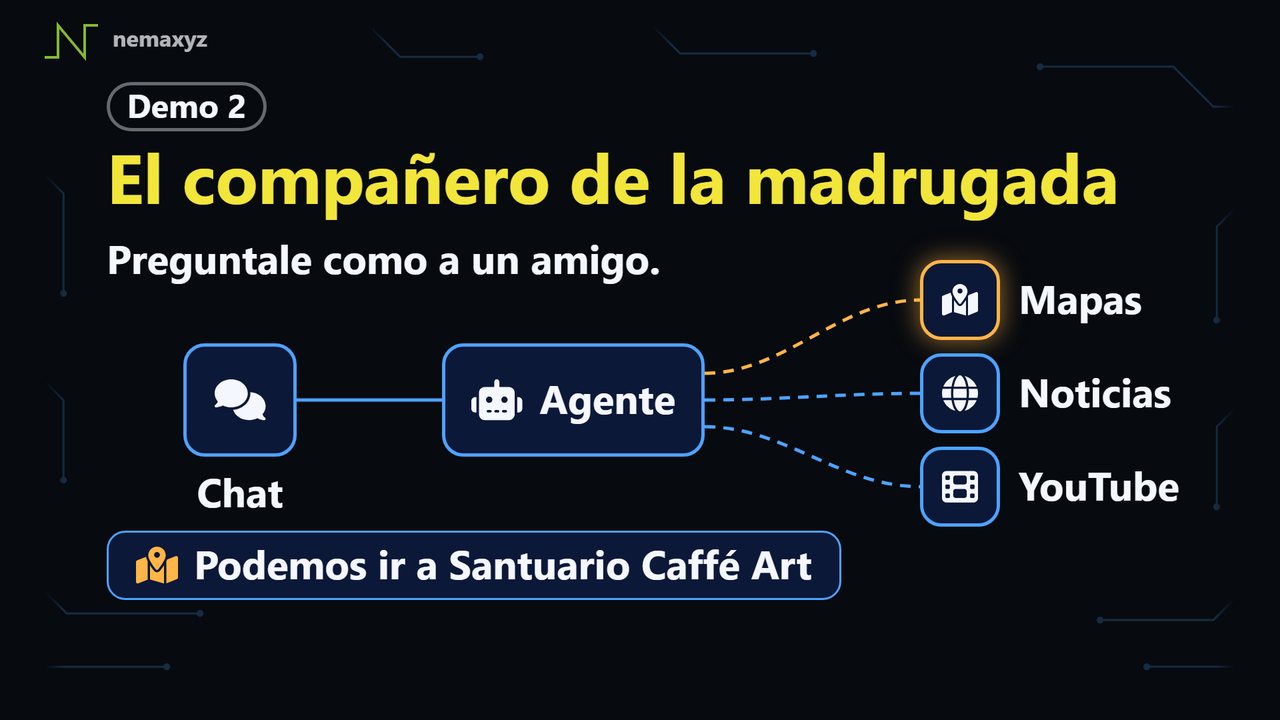 nemaxyz
Demo 2
El compañero de la madrugada
Preguntale como a un amigo.
Mapas
Agente
Noticias
YouTube
Chat
Podemos ir a Santuario Caffé Art